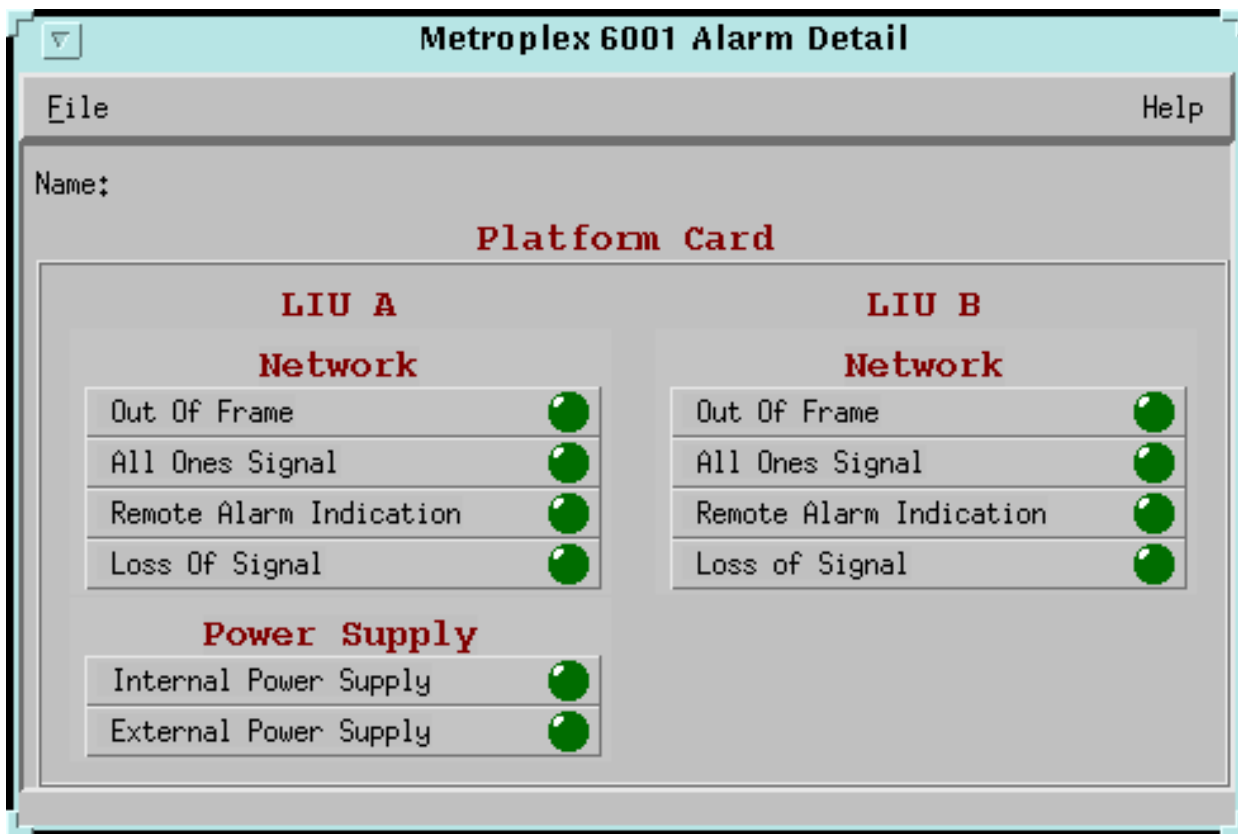 Metroplex 6001 Alarm Detail
File
Help
Name:
Platform Card
LIU A
Network
Out Of Frame
All Ones Signal
Remote Alarm Indication
Loss Of Signal
Power Supply
Internal Power Supply
External Power Supply
LIU B
Network
Out Of Frame
All Ones Signal
Remote Alarm Indication
Loss of Signal